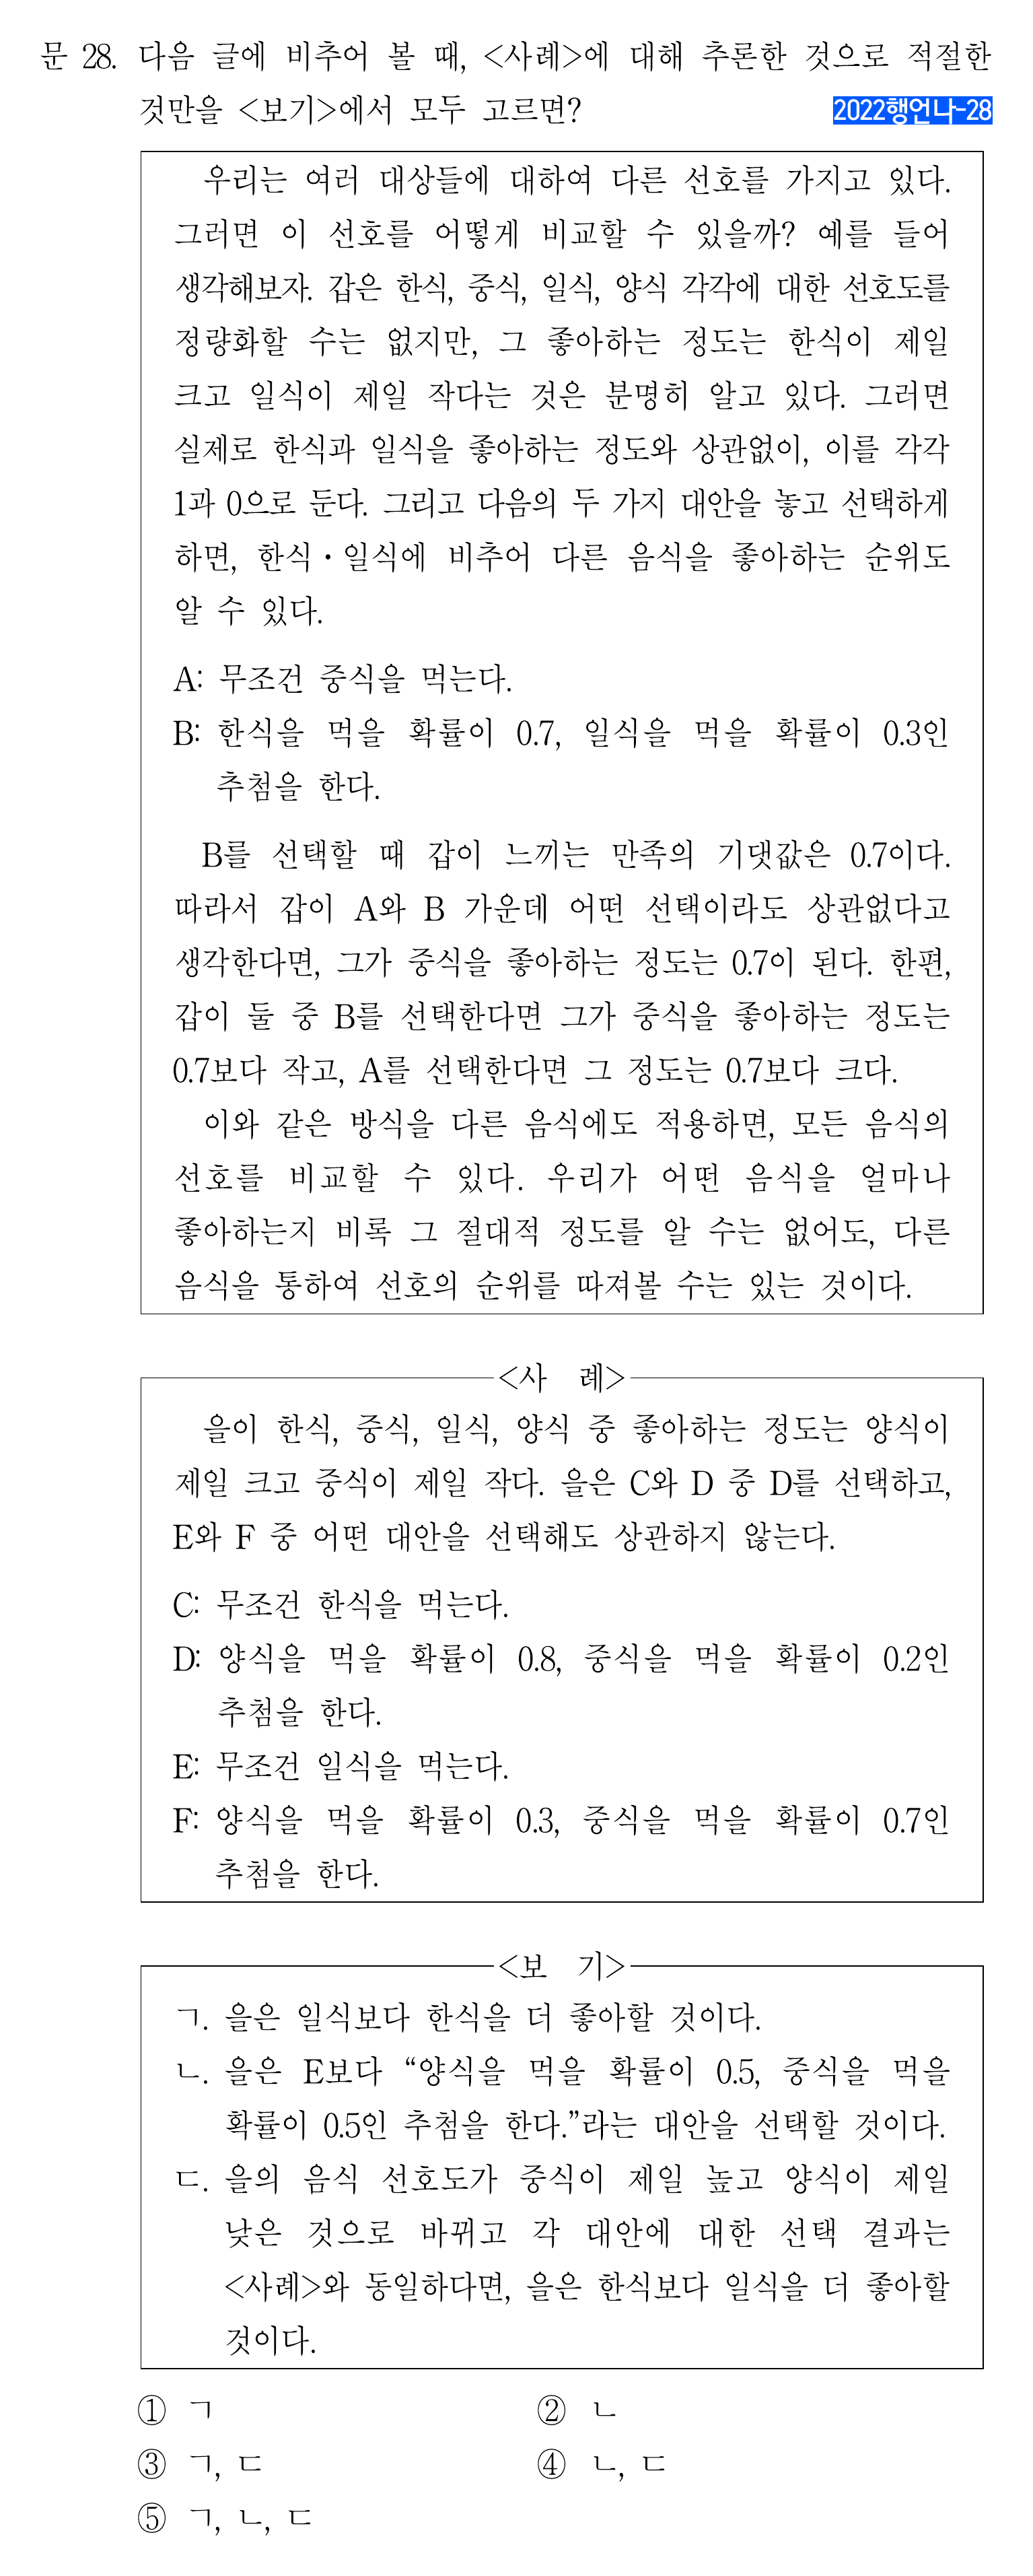 문 28. 다음 글에 비추어 볼 때, <사례>에 대해 추론한 것으로 적절한
것만을 <보기>에서 모두 고르면?
2022행언나-28
우리는 여러 대상들에 대하여 다른 선호를 가지고 있다.
그러면 이 선호를 어떻게 비교할 수 있을까? 예를 들어
생각해보자. 갑은 한식, 중식, 일식, 양식 각각에 대한 선호도를
정량화할 수는 없지만, 그 좋아하는 정도는 한식이 제일
크고 일식이 제일 작다는 것은 분명히 알고 있다. 그러면
실제로 한식과 일식을 좋아하는 정도와 상관없이, 이를 각각
1과 0으로 둔다. 그리고 다음의 두 가지 대안을 놓고 선택하게
하면, 한식·일식에 비추어 다른 음식을 좋아하는 순위도
알 수 있다.
A: 무조건 중식을 먹는다.
B: 한식을 먹을 확률이 0.7, 일식을 먹을 확률이 0.3인
추첨을 한다.
B를 선택할 때 갑이 느끼는 만족의 기댓값은 0.7이다.
따라서 갑이 A와 B 가운데 어떤 선택이라도 상관없다고
생각한다면, 그가 중식을 좋아하는 정도는 0.7이 된다. 한편,
갑이 둘 중 B를 선택한다면 그가 중식을 좋아하는 정도는
0.7보다 작고, A를 선택한다면 그 정도는 0.7보다 크다.
이와 같은 방식을 다른 음식에도 적용하면, 모든 음식의
선호를 비교할 수 있다. 우리가 어떤 음식을 얼마나
좋아하는지 비록 그 절대적 정도를 알 수는 없어도, 다른
음식을 통하여 선호의 순위를 따져볼 수는 있는 것이다.
<사 례>
을이 한식, 중식, 일식, 양식 중 좋아하는 정도는 양식이
제일 크고 중식이 제일 작다. 을은 C와 D 중 D를 선택하고,
E와 F 중 어떤 대안을 선택해도 상관하지 않는다.
C: 무조건 한식을 먹는다.
D: 양식을 먹을 확률이 0.8, 중식을 먹을 확률이 0.2인
추첨을 한다.
E: 무조건 일식을 먹는다.
F: 양식을 먹을 확률이 0.3, 중식을 먹을 확률이 0.7인
추첨을 한다.
<보 기>
ㄱ. 을은 일식보다 한식을 더 좋아할 것이다.
ㄴ. 을은 E보다 “양식을 먹을 확률이 0.5, 중식을 먹을
확률이 0.5인 추첨을 한다.”라는 대안을 선택할 것이다.
ㄷ. 을의 음식 선호도가 중식이 제일 높고 양식이 제일
낮은 것으로 바뀌고 각 대안에 대한 선택 결과는
<사례>와 동일하다면, 을은 한식보다 일식을 더 좋아할
것이다.
① ㄱ ② ㄴ
③ ㄱ, ㄷ ④ ㄴ, ㄷ
⑤ ㄱ, ㄴ, ㄷ